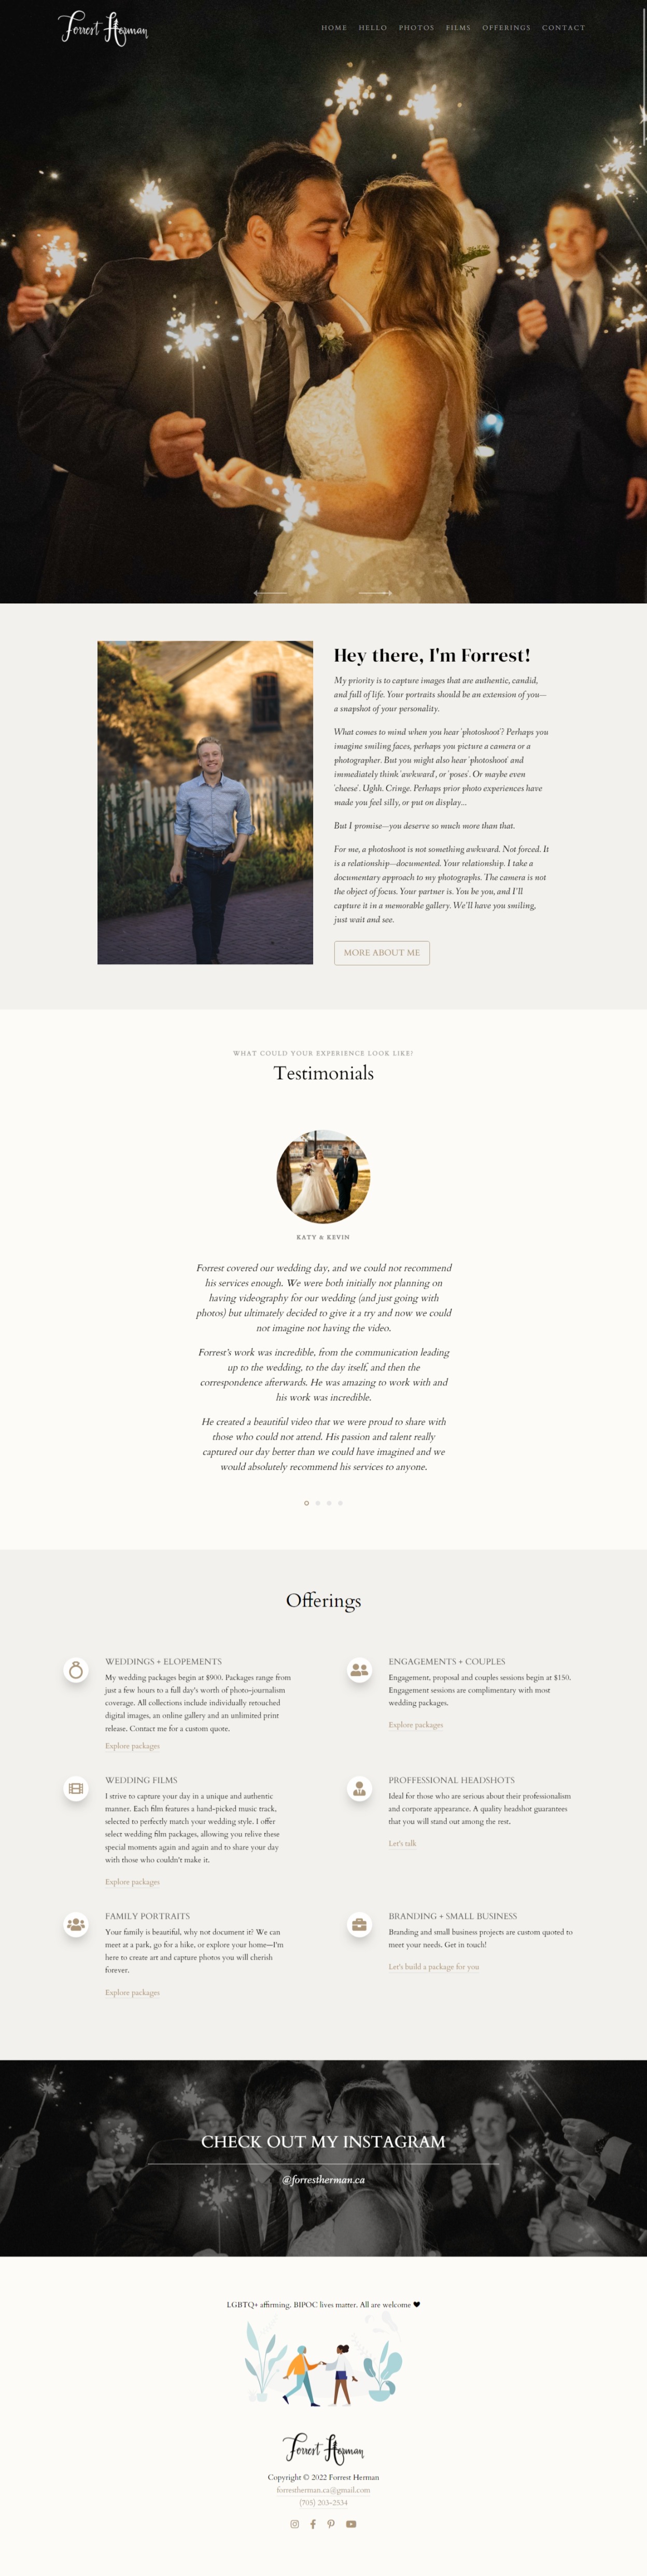 Forrest Herman
HOME HELLO PHOTOS FILMS OFFERINGS CONTACT
Hey there, I'm Forrest!
My priority is to capture images that are authentic, candid,
and full of life. Your portraits should be an extension of you—
a snapshot of your personality.
What comes to mind when you hear 'photoshoot'? Perhaps you
imagine smiling faces, perhaps you picture a camera or a
photographer. But you might also hear 'photoshoot' and
immediately think 'awkward', or 'poses'. Or maybe even
'cheese'. Ughh. Cringe. Perhaps prior photo experiences have
made you feel silly, or put on display...
But I promise—you deserve so much more than that.
For me, a photoshoot is not something awkward. Not forced. It
is a relationship—documented. Your relationship. I take a
documentary approach to my photographs. The camera is not
the object of focus. Your partner is. You be you, and I'll
capture it in a memorable gallery. We'll have you smiling,
just wait and see.
MORE ABOUT ME
WHAT COULD YOUR EXPERIENCE LOOK LIKE?
Testimonials
KATY & KEVIN
Forrest covered our wedding day, and we could not recommend
his services enough. We were both initially not planning on
having videography for our wedding (and just going with
photos) but ultimately decided to give it a try and now we could
not imagine not having the video.
Forrest's work was incredible, from the communication leading
up to the wedding, to the day itself, and then the
correspondence afterwards. He was amazing to work with and
his work was incredible.
He created a beautiful video that we were proud to share with
those who could not attend. His passion and talent really
captured our day better than we could have imagined and we
would absolutely recommend his services to anyone.
Offerings
WEDDINGS + ELOPEMENTS
My wedding packages begin at $900. Packages range from
just a few hours to a full day's worth of photo-journalism
coverage. All collections include individually retouched
digital images, an online gallery and an unlimited print
release. Contact me for a custom quote.
Explore packages
ENGAGEMENTS + COUPLES
Engagement, proposal and couples sessions begin at $150.
Engagement sessions are complimentary with most
wedding packages.
Explore packages
WEDDING FILMS
I strive to capture your day in a unique and authentic
manner. Each film features a hand-picked music track,
selected to perfectly match your wedding style. I offer
select wedding film packages, allowing you relive these
special moments again and again and to share your day
with those who couldn't make it.
Explore packages
PROFFESSIONAL HEADSHOTS
Ideal for those who are serious about their professionalism
and corporate appearance. A quality headshot guarantees
that you will stand out among the rest.
Let's talk
FAMILY PORTRAITS
Your family is beautiful, why not document it? We can
meet at a park, go for a hike, or explore your home—I'm
here to create art and capture photos you will cherish
forever.
Explore packages
BRANDING + SMALL BUSINESS
Branding and small business projects are custom quoted to
meet your needs. Get in touch!
Let's build a package for you
CHECK OUT MY INSTAGRAM
@forrestherman.ca
LGBTQ+ affirming. BIPOC lives matter. All are welcome ♥
Forrest Herman
Copyright © 2022 Forrest Herman
forrestherman.ca@gmail.com
(705) 203-2534